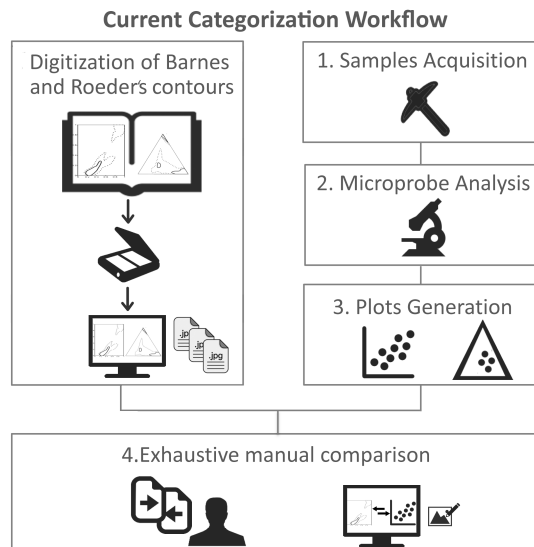 Current Categorization Workflow
Digitization of Barnes
and Roeder's contours
D
D
.jpg
1. Samples Acquisition
2. Microprobe Analysis
3. Plots Generation
4.Exhaustive manual comparison